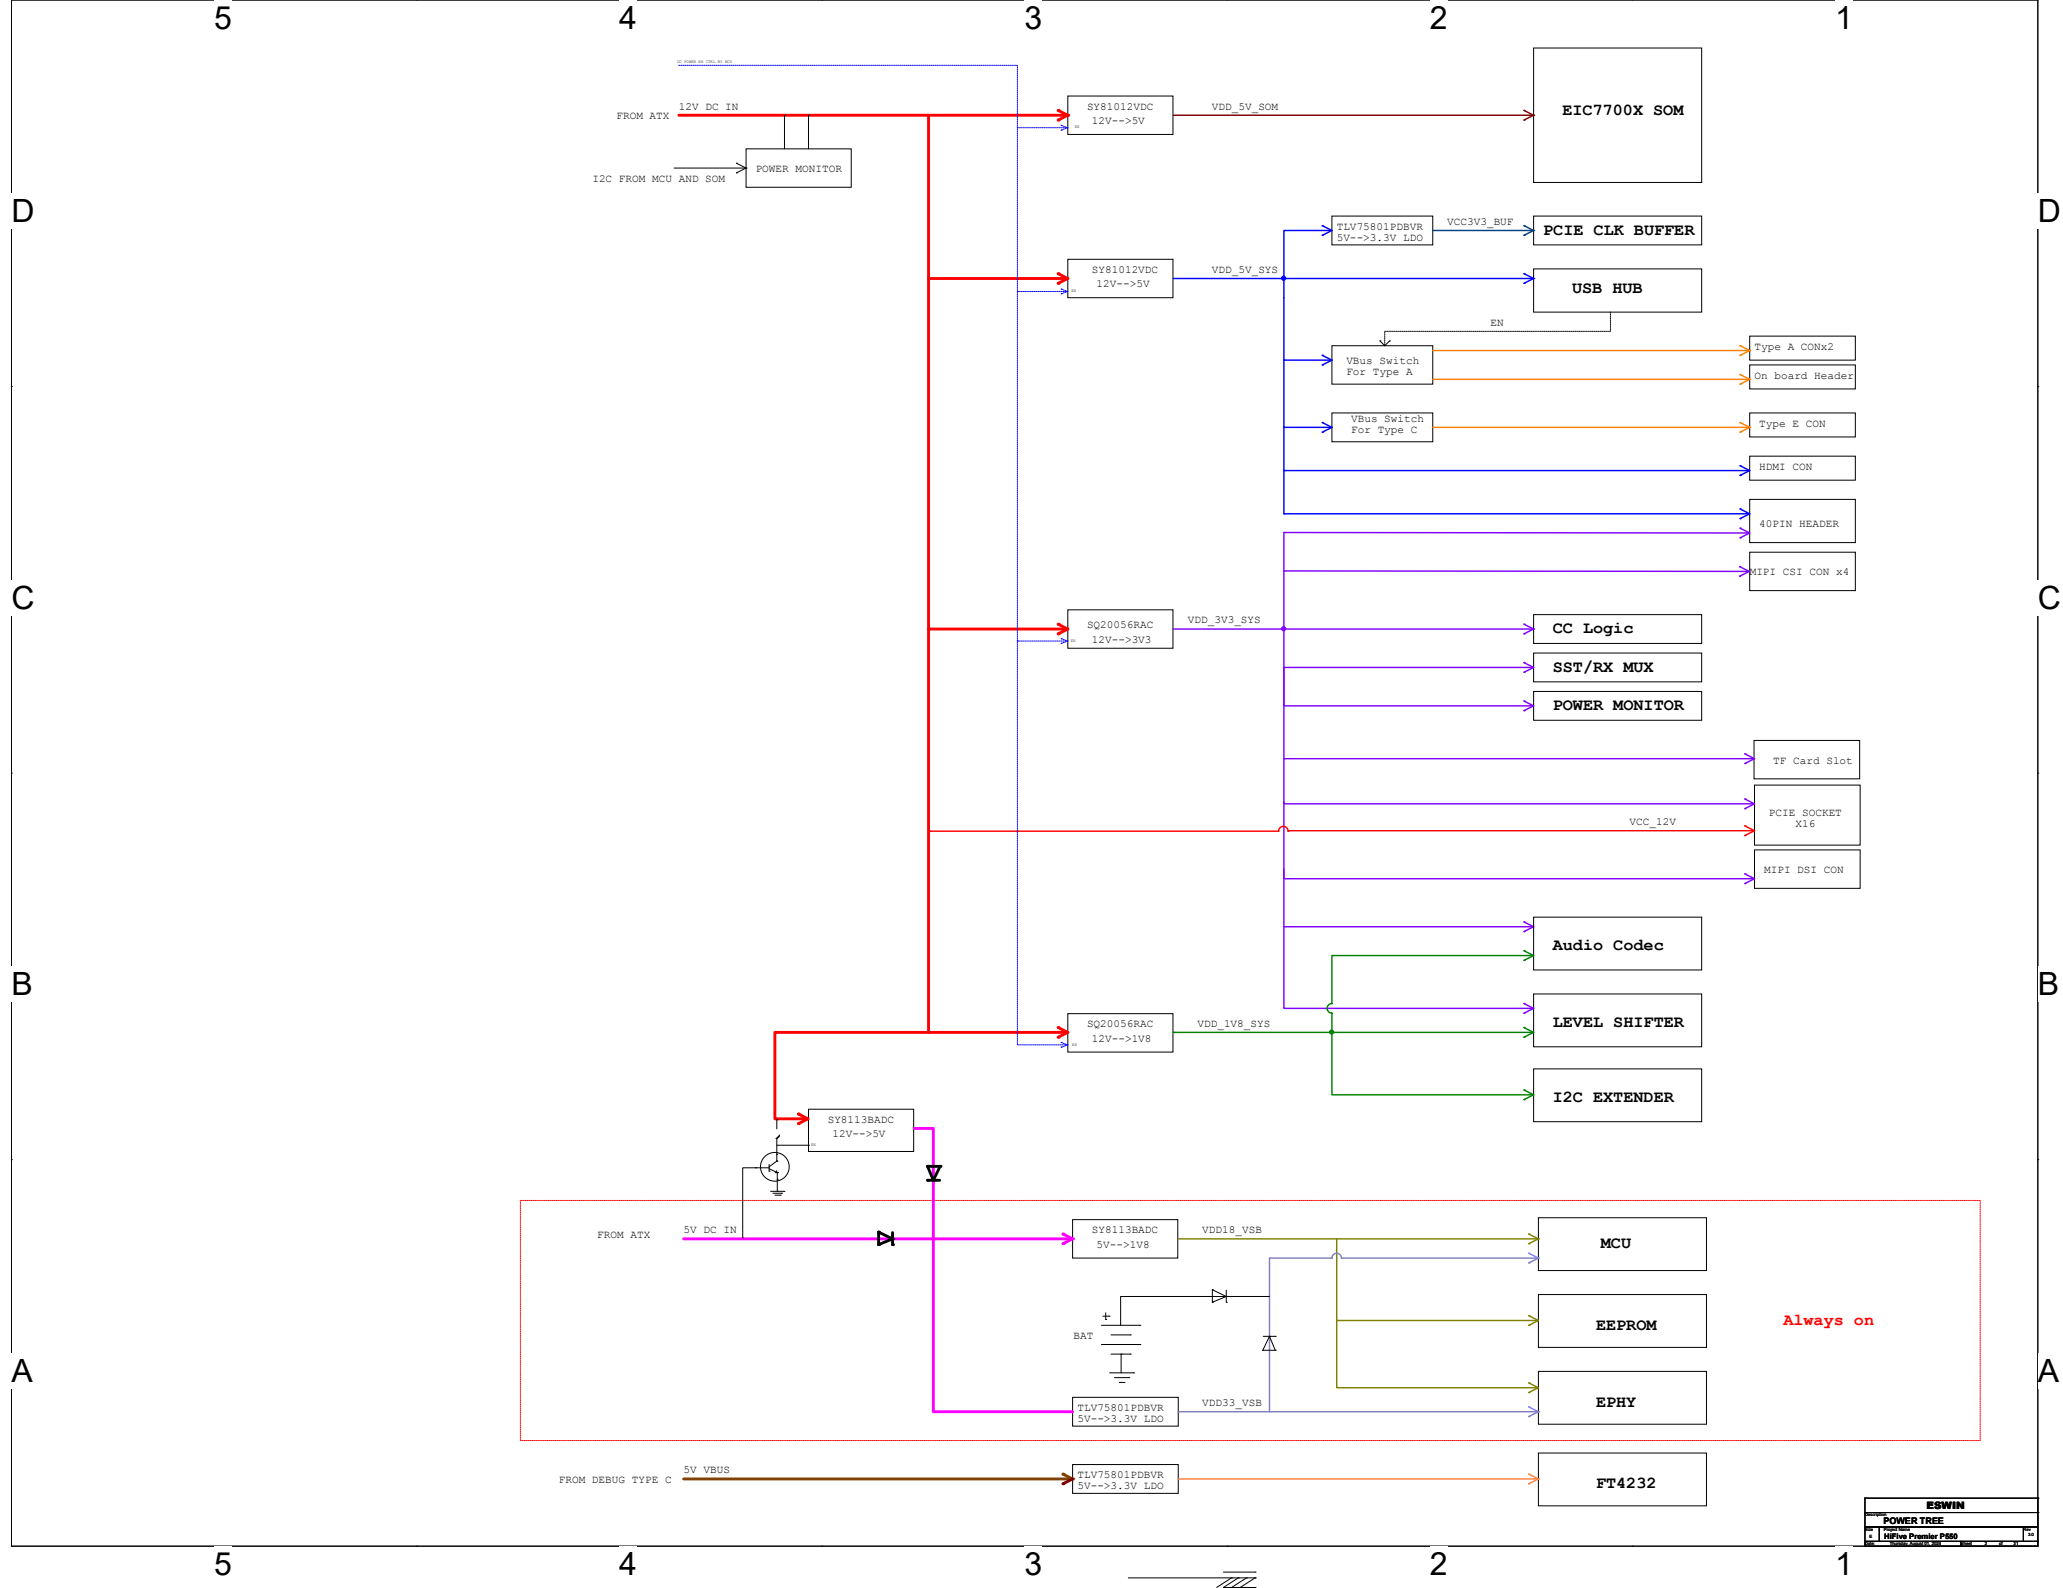 5 4 3 2 1
DC POWER EN CTRL BY MCU
12V DC IN
FROM ATX
SY81012VDC
12V-->5V
VDD_5V_SOM
EIC7700X SOM
POWER MONITOR
I2C FROM MCU AND SOM
D D
TLV75801PDBVR
5V-->3.3V LDO
VCC3V3_BUF
PCIE CLK BUFFER
SY81012VDC
12V-->5V
VDD_5V_SYS
USB HUB
EN
VBus Switch
For Type A
Type A CONx2
On board Header
VBus Switch
For Type C
Type E CON
HDMI CON
40PIN HEADER
MIPI CSI CON x4
C C
SQ20056RAC
12V-->3V3
VDD_3V3_SYS
CC Logic
SST/RX MUX
POWER MONITOR
TF Card Slot
PCIE SOCKET
X16
VCC_12V
MIPI DSI CON
Audio Codec
B B
SQ20056RAC
12V-->1V8
VDD_1V8_SYS
LEVEL SHIFTER
I2C EXTENDER
SY8113BADC
12V-->5V
FROM ATX
5V DC IN
SY8113BADC
5V-->1V8
VDD18_VSB
MCU
+
BAT
EEPROM
Always on
A A
TLV75801PDBVR
5V-->3.3V LDO
VDD33_VSB
EPHY
FROM DEBUG TYPE C
5V VBUS
TLV75801PDBVR
5V-->3.3V LDO
FT4232
ESWIN
POWER TREE
HiFive Premier P550
5 4 3 2 1